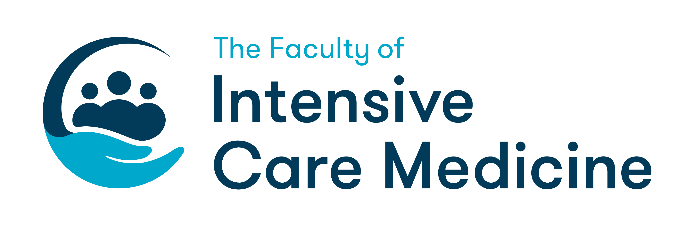 The Faculty of
Intensive
Care Medicine